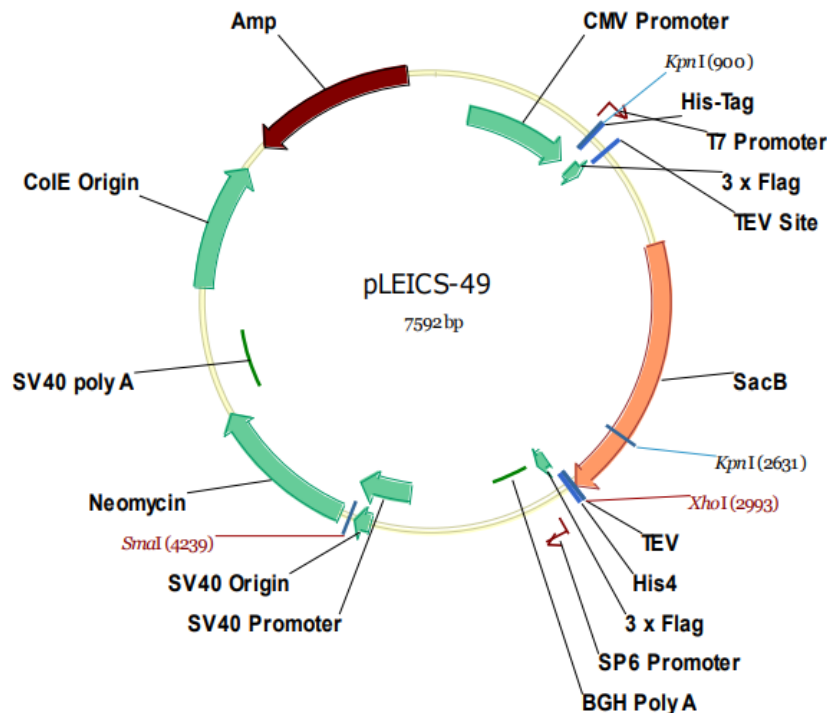 Amp
CMV Promoter
KpnI (900)
His-Tag
T7 Promoter
3 x Flag
TEV Site
ColE Origin
pLEICS-49
7592 bp
SV40 poly A
SacB
KpnI (2631)
Neomycin
XhoI (2993)
SmaI (4239)
TEV
SV40 Origin
His4
SV40 Promoter
3 x Flag
SP6 Promoter
BGH Poly A